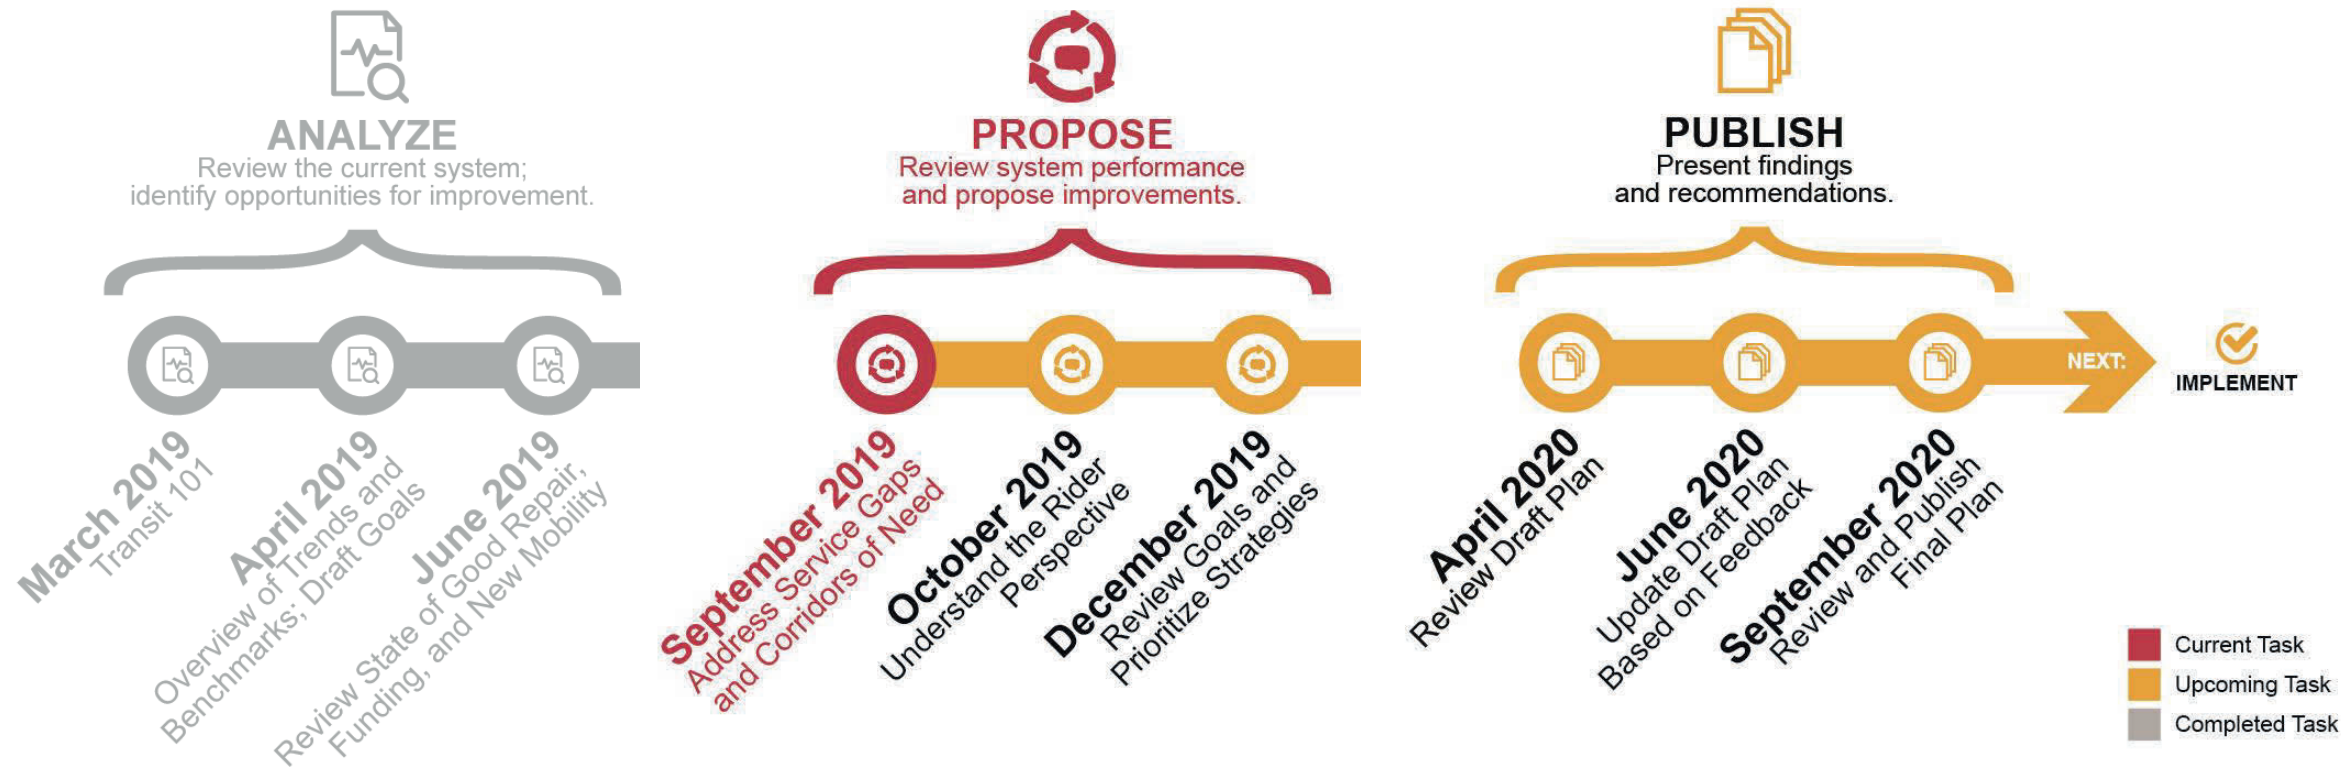 ANALYZE
Review the current system;
identify opportunities for improvement.
March 2019
Transit 101
April 2019
Overview of Trends and
Benchmarks; Draft Goals
June 2019
Review State of Good Repair,
Funding, and New Mobility
PROPOSE
Review system performance
and propose improvements.
September 2019
Address Service Gaps
and Corridors of Need
October 2019
Understand the Rider
Perspective
December 2019
Review Goals and
Prioritize Strategies
PUBLISH
Present findings
and recommendations.
April 2020
Review Draft Plan
June 2020
Update Draft Plan
Based on Feedback
September 2020
Review and Publish
Final Plan
NEXT:
IMPLEMENT
Current Task
Upcoming Task
Completed Task